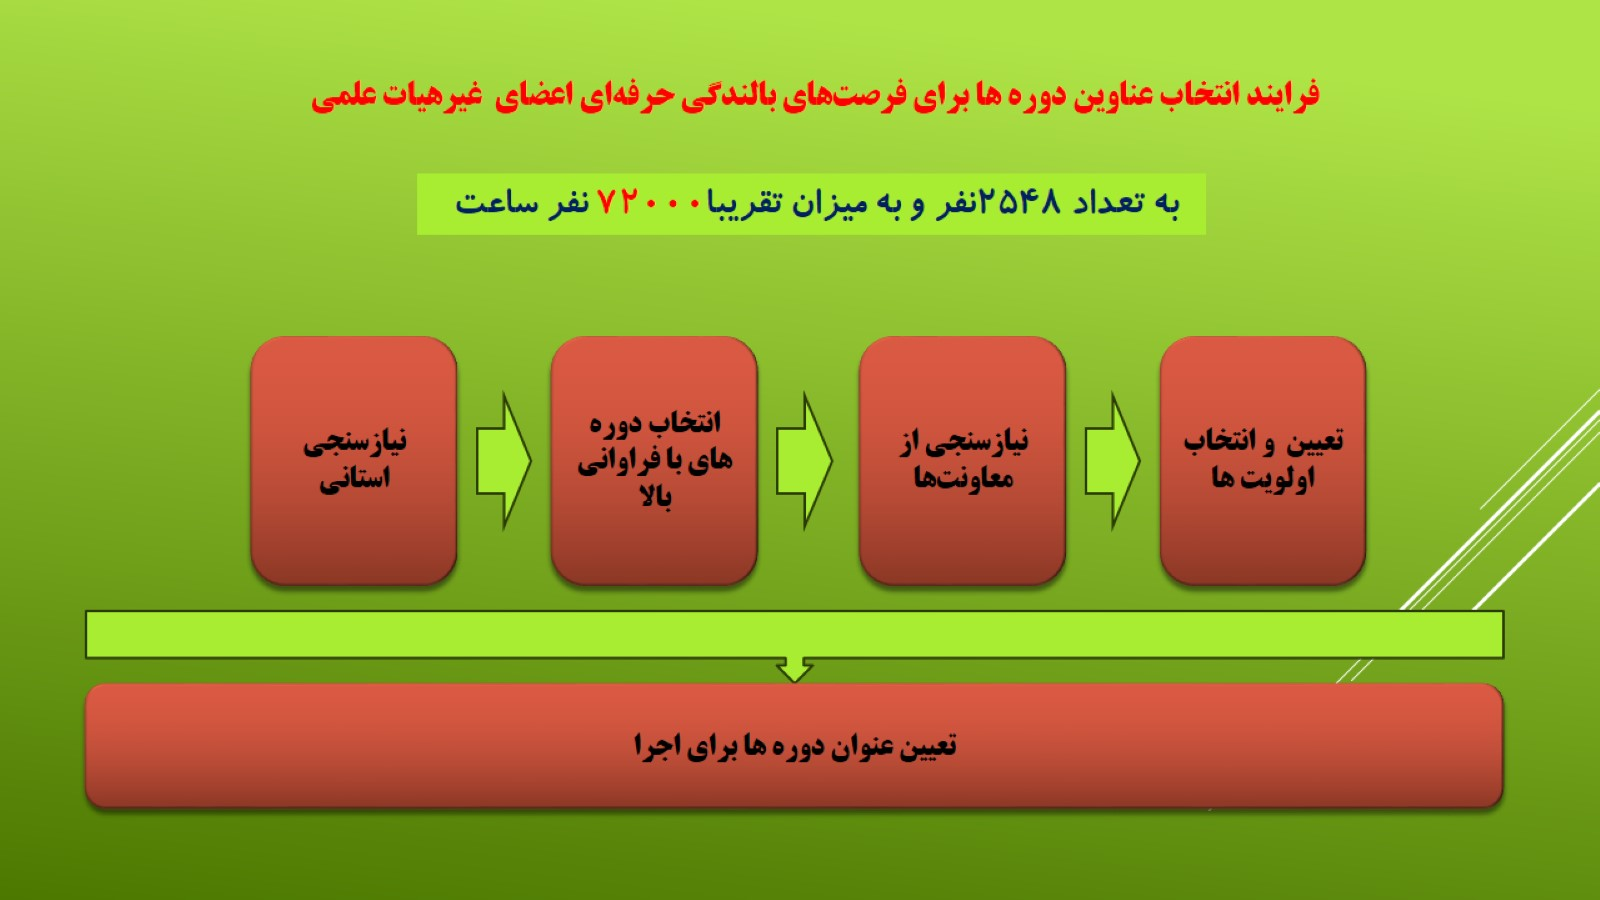 فرایند انتخاب عناوین دوره ها برای فرصت‌های بالندگی حرفه‌ای اعضای غیرهیات علمی
به تعداد ۲۵۴۸نفر و به میزان تقریبا۷۲۰۰۰ نفر ساعت
نیازسنجی
استانی
انتخاب دوره
های با فراوانی
بالا
نیازسنجی از
معاونت‌ها
تعیین و انتخاب
اولویت ها
تعیین عنوان دوره ها برای اجرا